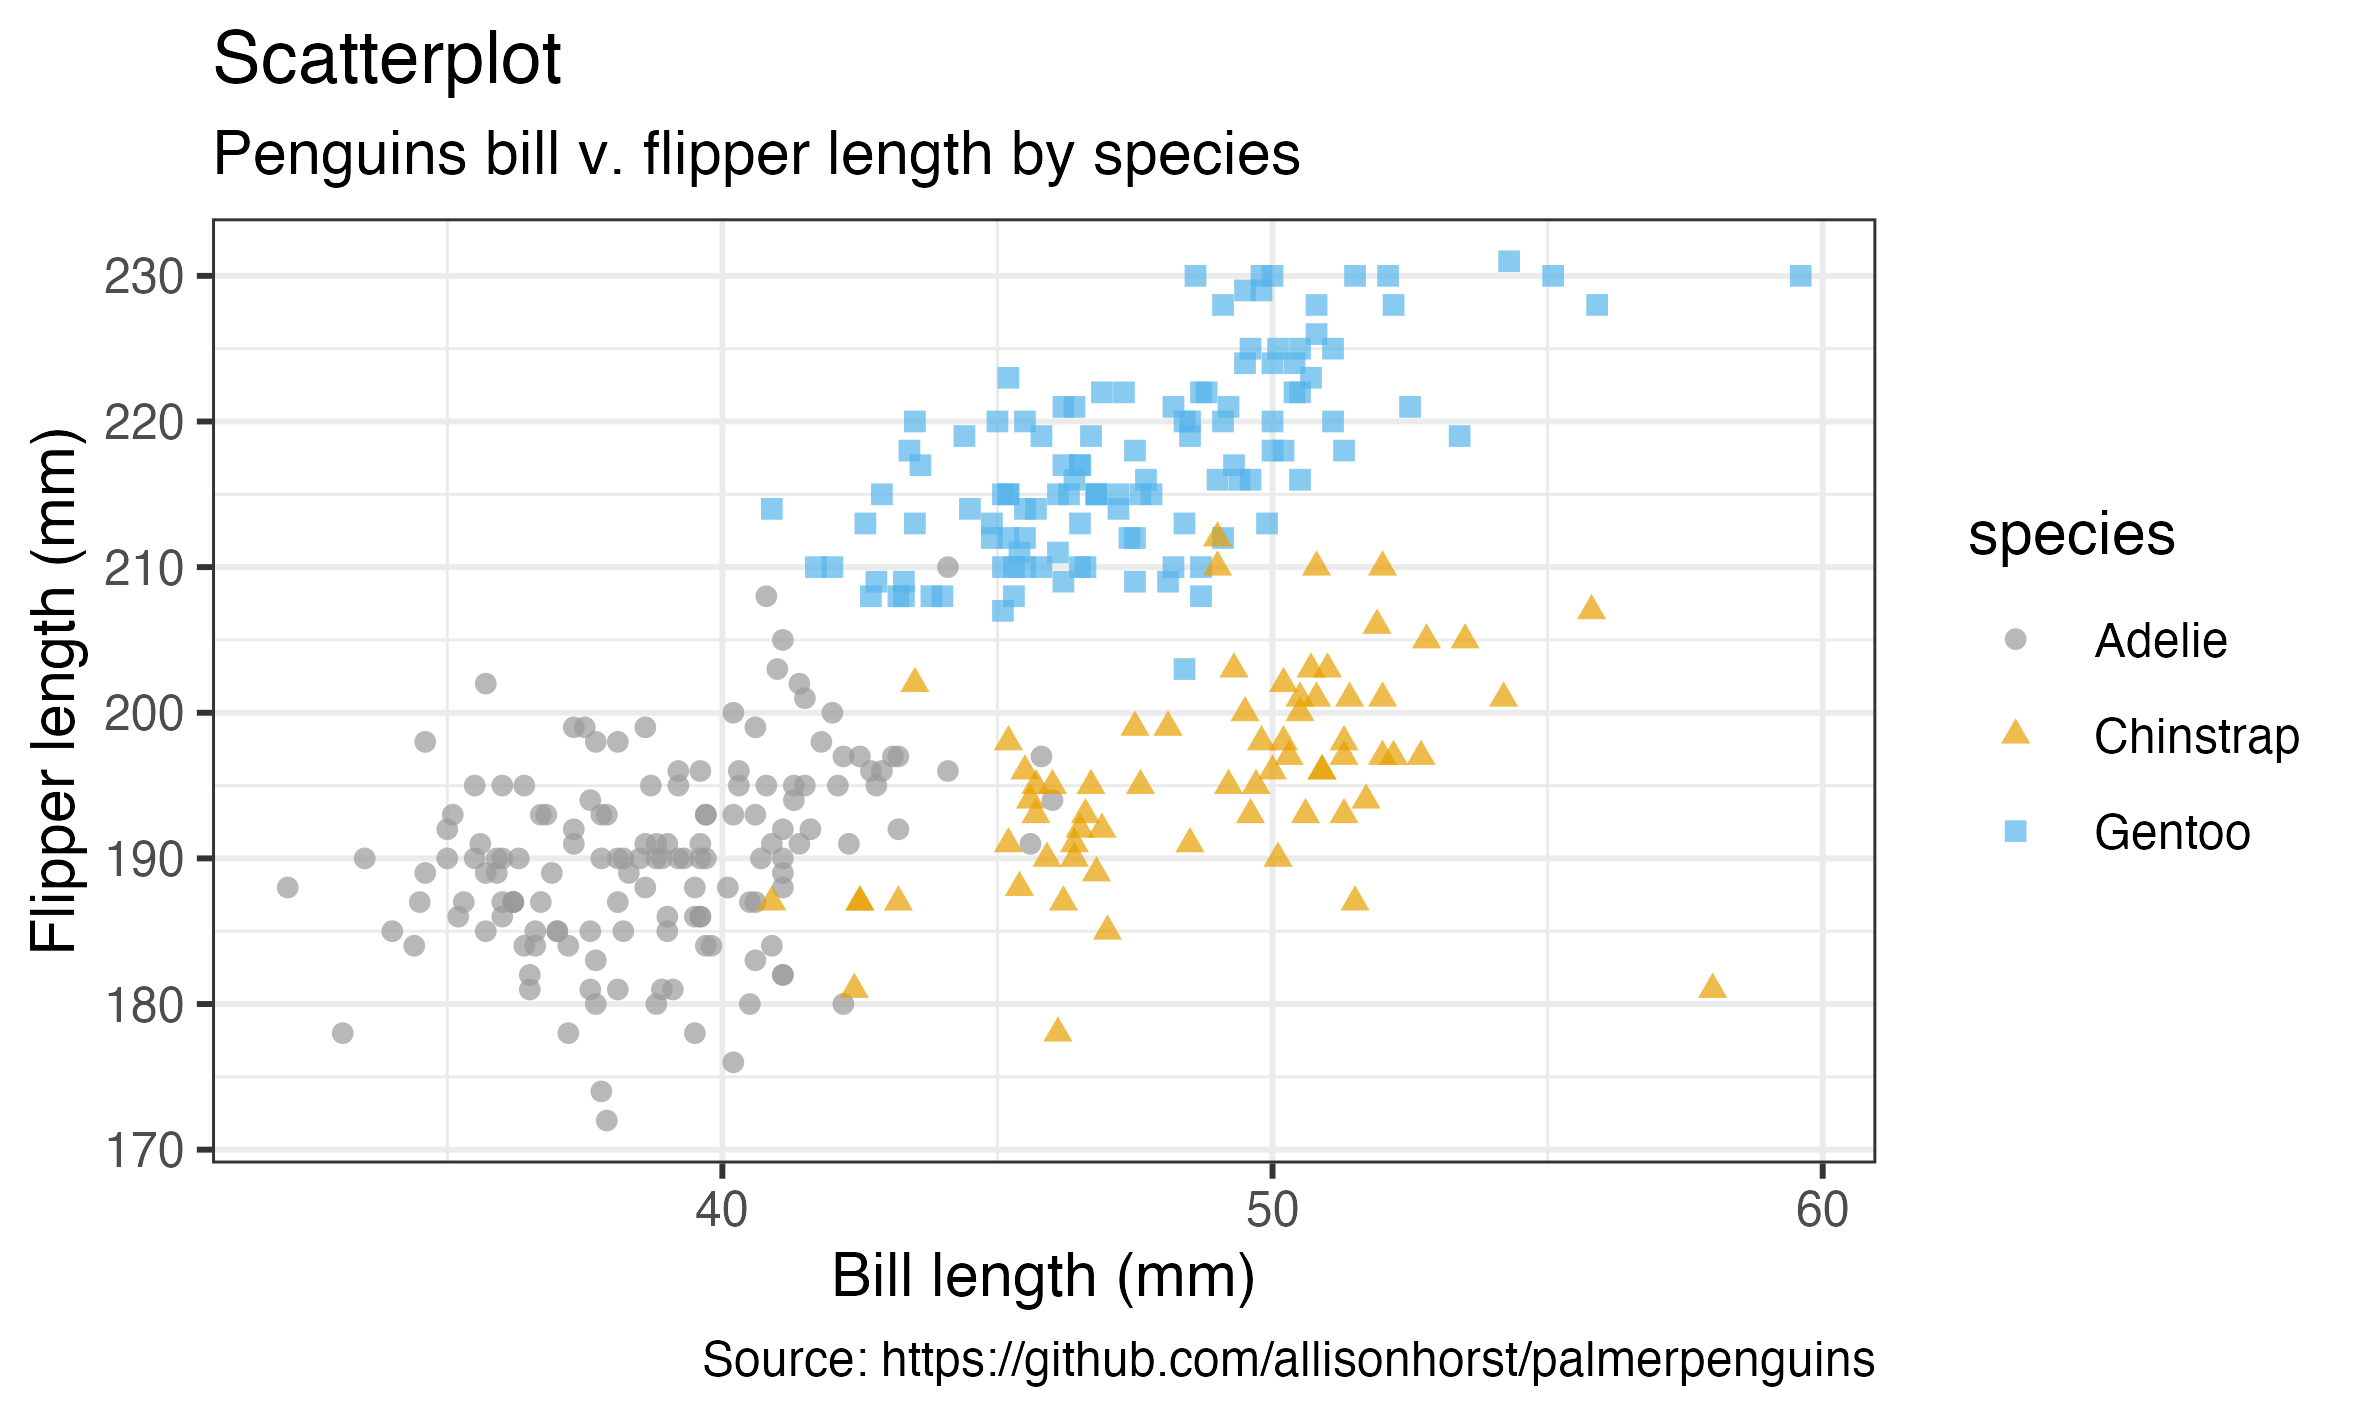 Scatterplot
Penguins bill v. flipper length by species
Flipper length (mm)
230
220
210
200
190
180
170
40 50 60
Bill length (mm)
species
Adelie
Chinstrap
Gentoo
Source: https://github.com/allisonhorst/palmerpenguins